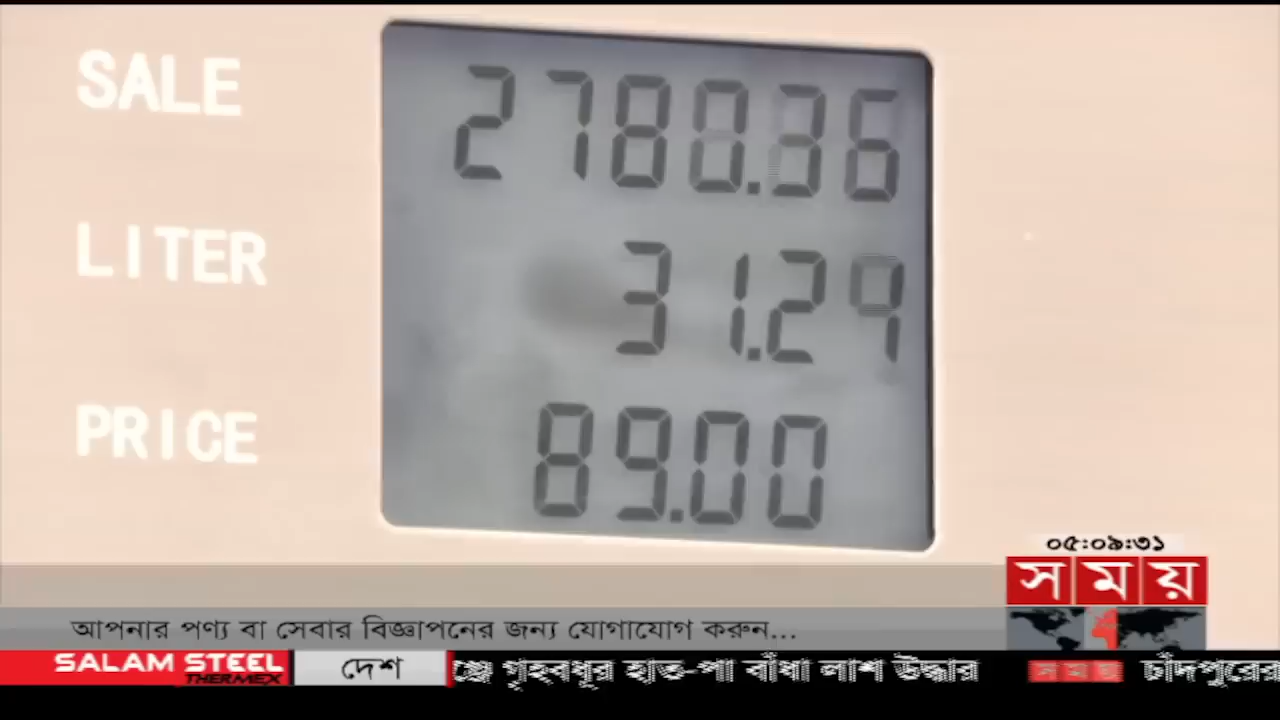 SALE 2780.36
LITER 31.29
PRICE 89.00
০৫:০৯:৩১
সময়
আপনার পণ্য বা সেবার বিজ্ঞাপনের জন্য যোগাযোগ করুন...
SALAM STEEL
THERMEX
দেশ
ঞ্জে গৃহবধূর হাত-পা বাঁধা লাশ উদ্ধার সময় চাঁদপুরের